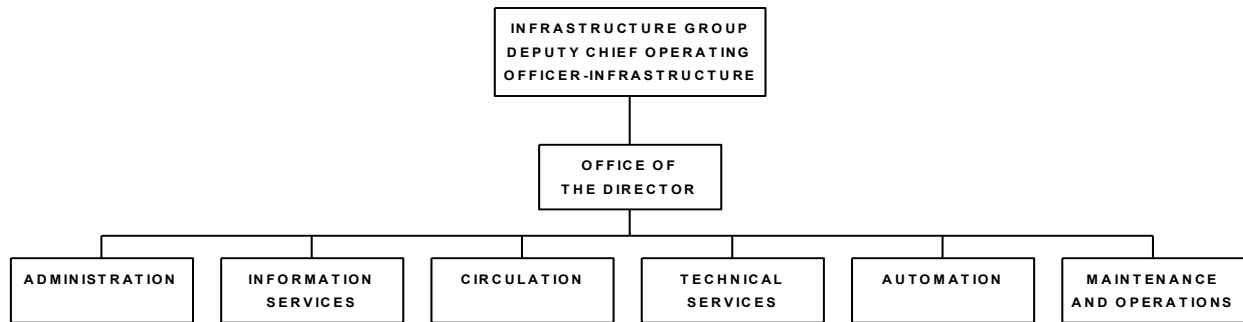 INFRASTRUCTURE GROUP
DEPUTY CHIEF OPERATING
OFFICER-INFRASTRUCTURE
OFFICE OF
THE DIRECTOR
ADMINISTRATION
INFORMATION
SERVICES
CIRCULATION
TECHNICAL
SERVICES
AUTOMATION
MAINTENANCE
AND OPERATIONS